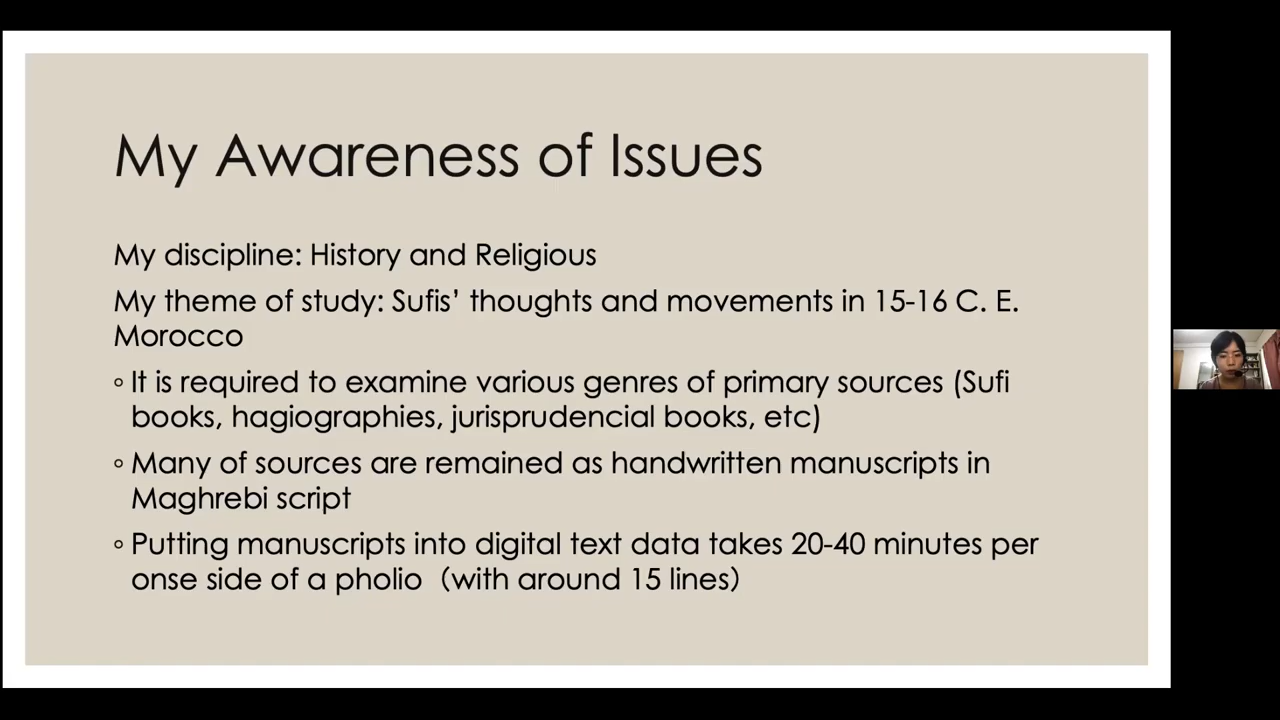 My Awareness of Issues
My discipline: History and Religious
My theme of study: Sufis’ thoughts and movements in 15-16 C. E.
Morocco
◦ It is required to examine various genres of primary sources (Sufi
books, hagiographies, jurisprudencial books, etc)
◦ Many of sources are remained as handwritten manuscripts in
Maghrebi script
◦ Putting manuscripts into digital text data takes 20-40 minutes per
onse side of a pholio（with around 15 lines）